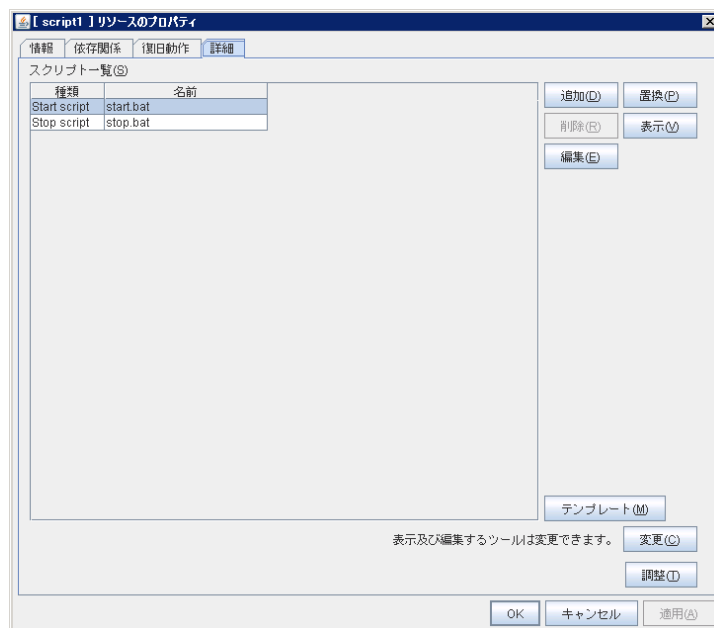 [ script1 ] リソースのプロパティ
情報 依存関係 復旧動作 詳細
スクリプト一覧(S)
種類 名前
Start script start.bat
Stop script stop.bat
追加(D) 置換(P)
削除(R) 表示(V)
編集(E)
テンプレート(M)
表示及び編集するツールは変更できます。 変更(C)
調整(T)
OK キャンセル 適用(A)